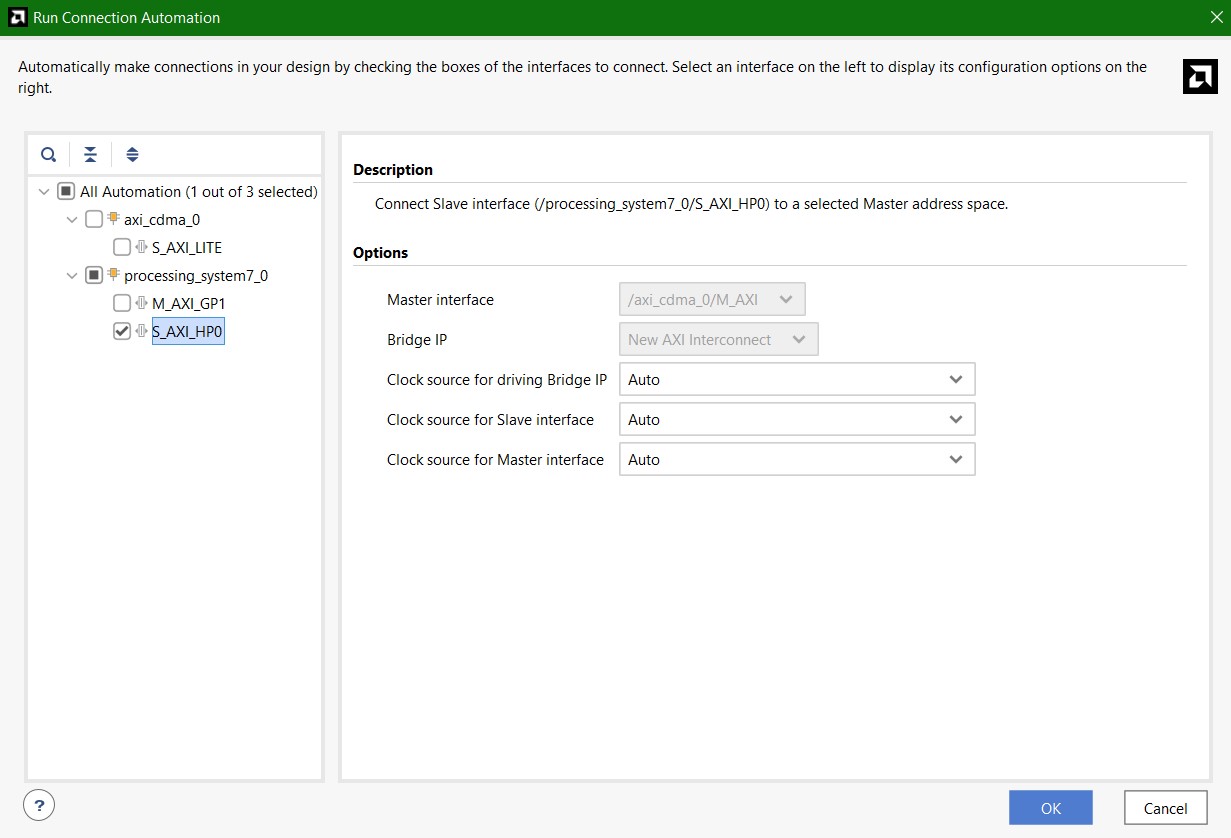 Run Connection Automation
Automatically make connections in your design by checking the boxes of the interfaces to connect. Select an interface on the left to display its configuration options on the
right.
All Automation (1 out of 3 selected)
axi_cdma_0
S_AXI_LITE
processing_system7_0
M_AXI_GP1
S_AXI_HP0
Description
Connect Slave interface (/processing_system7_0/S_AXI_HP0) to a selected Master address space.
Options
Master interface /axi_cdma_0/M_AXI
Bridge IP New AXI Interconnect
Clock source for driving Bridge IP Auto
Clock source for Slave interface Auto
Clock source for Master interface Auto
?
OK Cancel